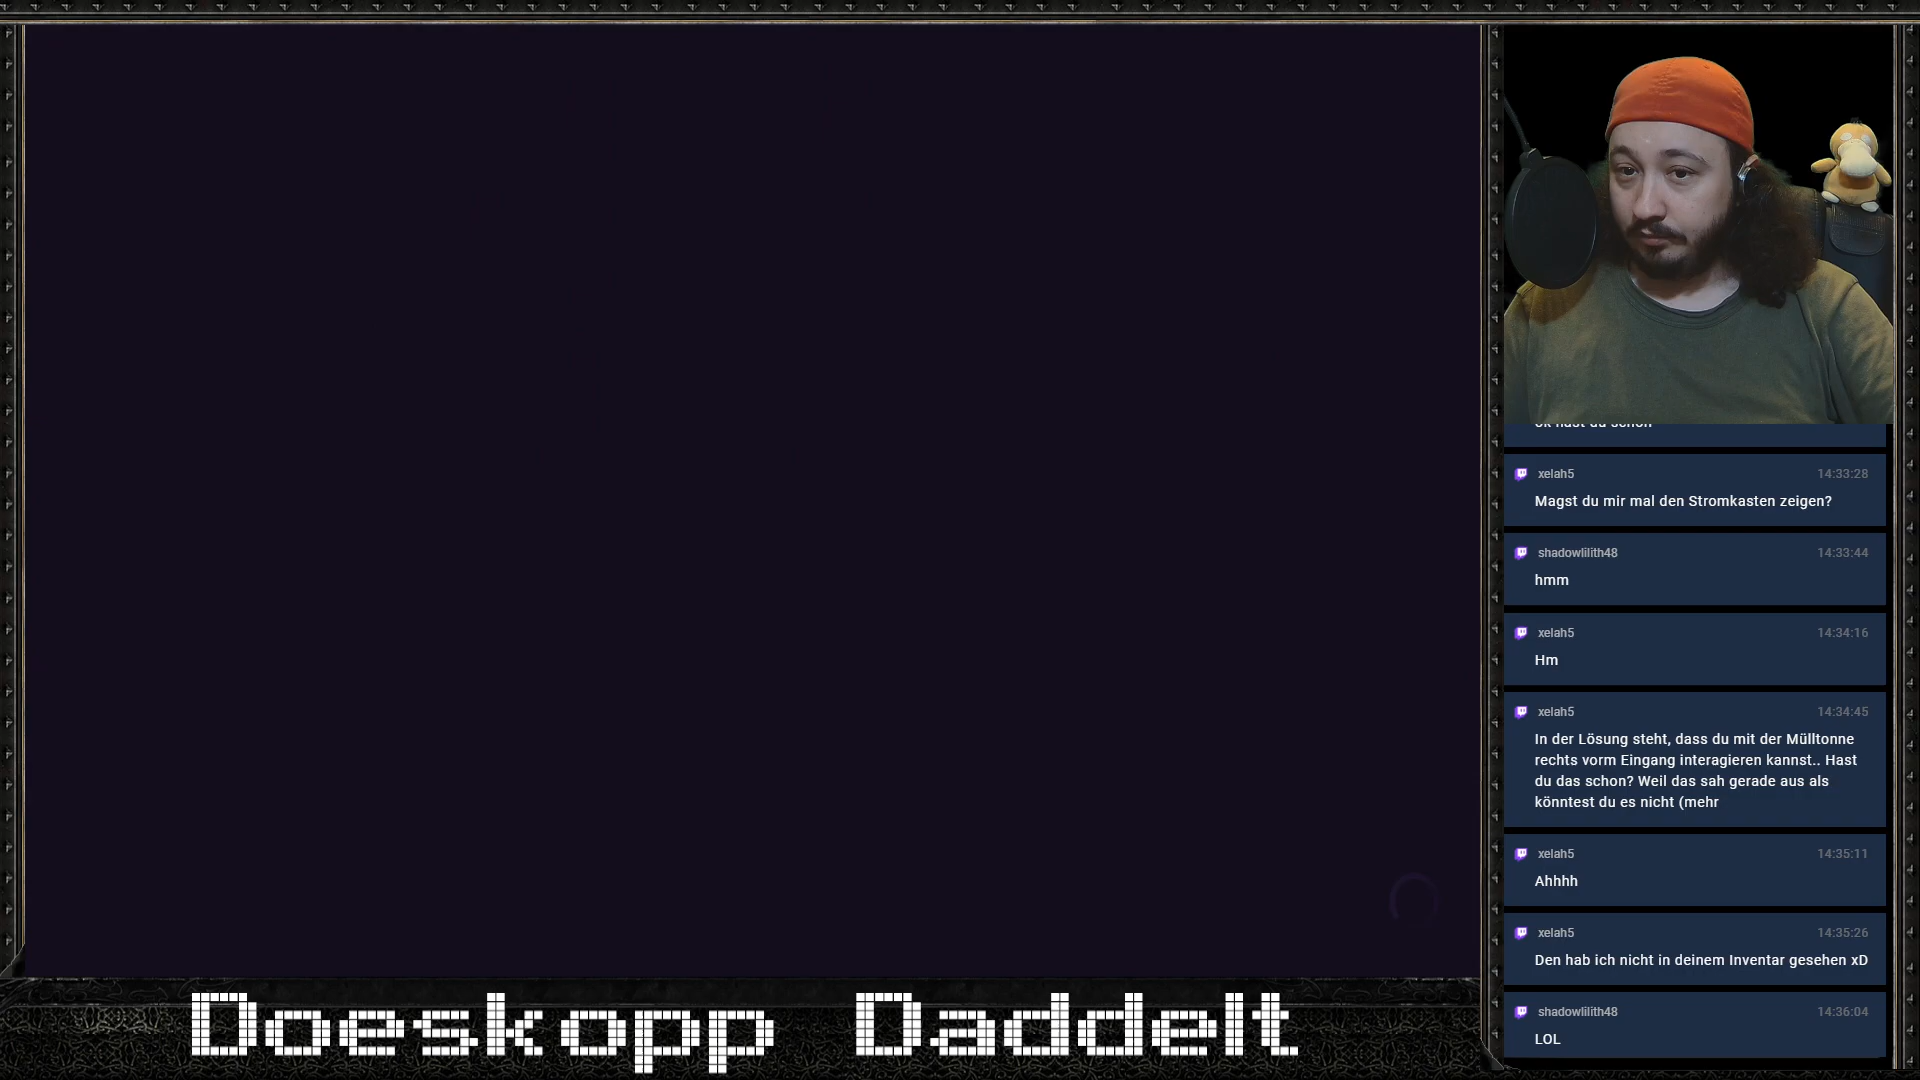 ok hast du schon
xelah5 14:33:28
Magst du mir mal den Stromkasten zeigen?
shadowlilith48 14:33:44
hmm
xelah5 14:34:16
Hm
xelah5 14:34:45
In der Lösung steht, dass du mit der Mülltonne
rechts vorm Eingang interagieren kannst.. Hast
du das schon? Weil das sah gerade aus als
könntest du es nicht (mehr
xelah5 14:35:11
Ahhhh
xelah5 14:35:26
Den hab ich nicht in deinem Inventar gesehen xD
shadowlilith48 14:36:04
LOL
Doeskopp Daddelt